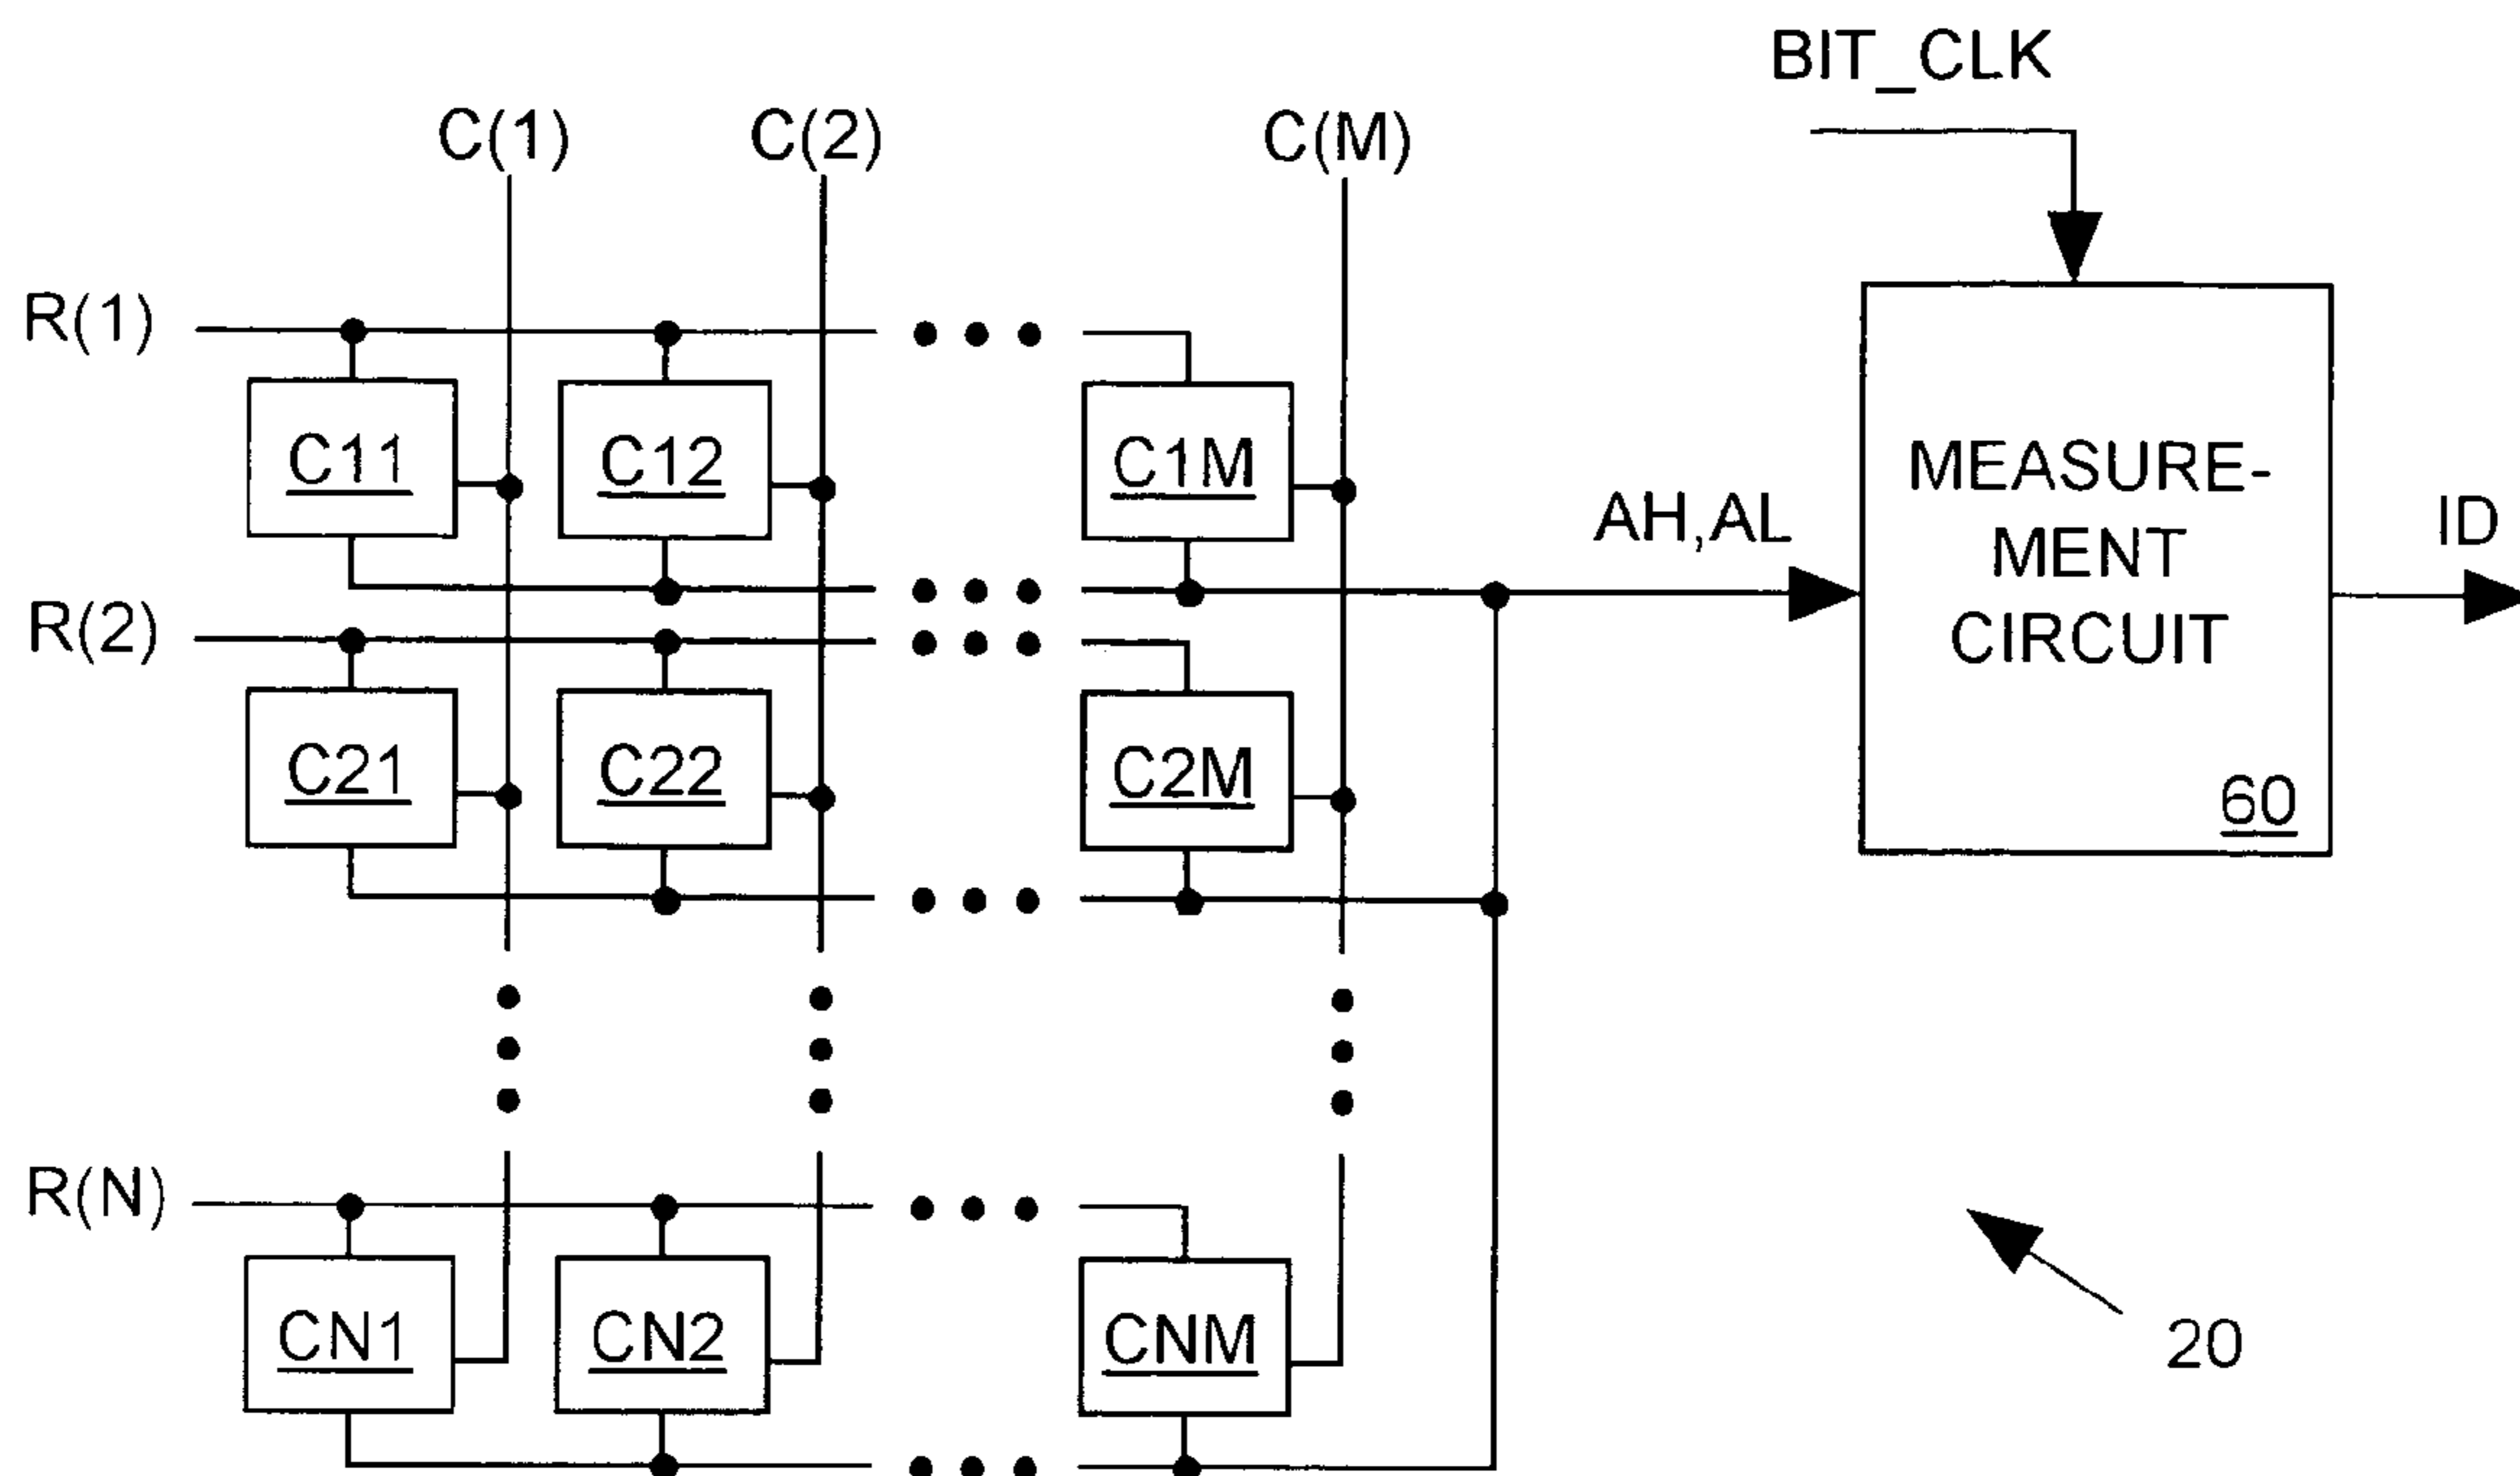 BIT_CLK
C(1) C(2) C(M)
R(1)
C11 C12 C1M
MEASURE-
MENT
CIRCUIT
60
AH,AL
ID
R(2)
C21 C22 C2M
R(N)
CN1 CN2 CNM
20